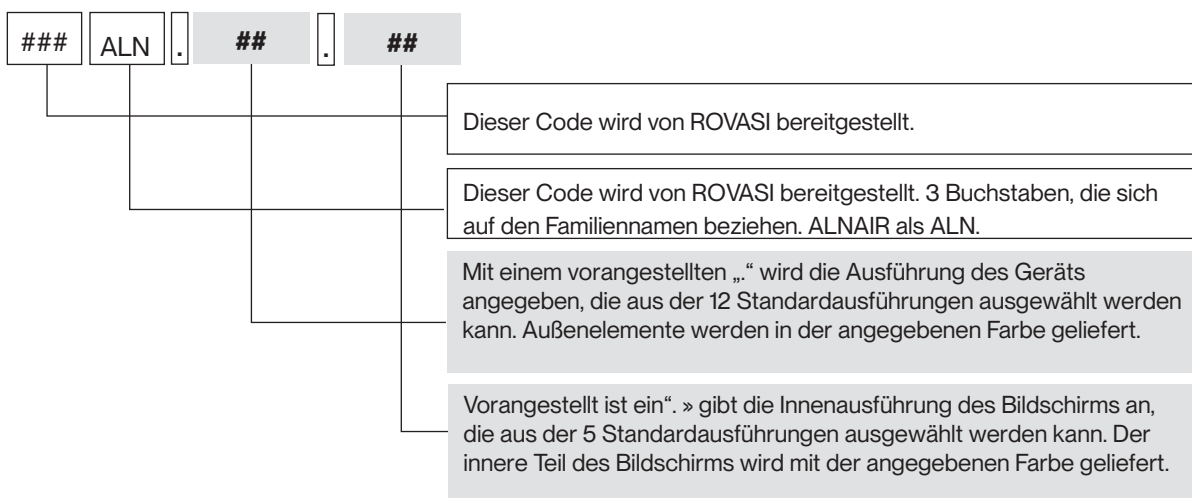 ### ALN . ## . ##
Dieser Code wird von ROVASI bereitgestellt.
Dieser Code wird von ROVASI bereitgestellt. 3 Buchstaben, die sich
auf den Familiennamen beziehen. ALNAIR als ALN.
Mit einem vorangestellten „.“ wird die Ausführung des Geräts
angegeben, die aus der 12 Standardausführungen ausgewählt werden
kann. Außenelemente werden in der angegebenen Farbe geliefert.
Vorangestellt ist ein“. » gibt die Innenausführung des Bildschirms an,
die aus der 5 Standardausführungen ausgewählt werden kann. Der
innere Teil des Bildschirms wird mit der angegebenen Farbe geliefert.